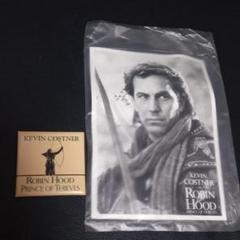 KEVIN COSTNER
ROBIN HOOD
PRINCE OF THIEVES
KEVIN COSTNER
ROBIN
HOOD
PRINCE OF THIEVES